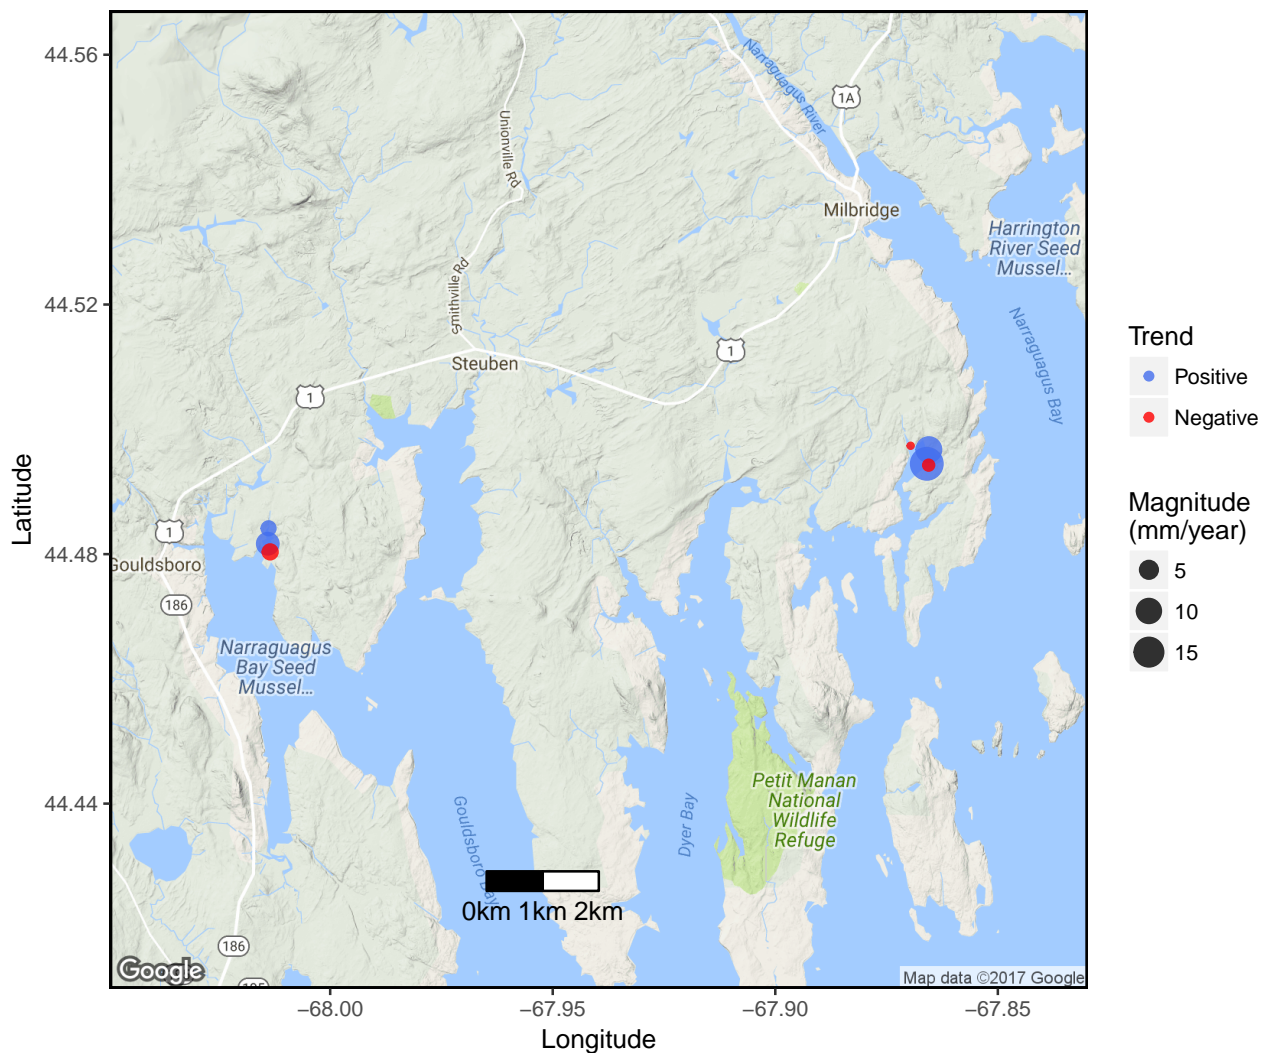 44.56
44.52
44.48
44.44
Latitude
−68.00
−67.95
−67.90
−67.85
Longitude
Narraguagus River
1A
Unionville Rd
Milbridge
Harrington
River Seed
Mussel...
Smithville Rd
Narraguagus Bay
1
Steuben
1
1
Gouldsboro
186
Narraguagus
Bay Seed
Mussel...
Petit Manan
National
Wildlife
Refuge
Gouldsboro Bay
Dyer Bay
0km 1km 2km
186
Google
Map data ©2017 Google
Trend
Positive
Negative
Magnitude
(mm/year)
5
10
15